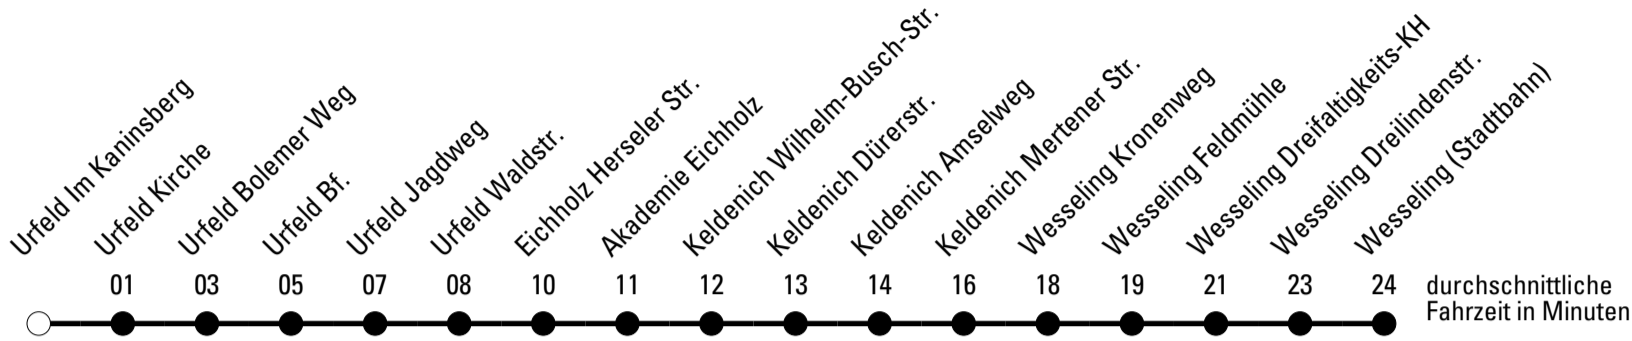 Urfeld Im Kaninsberg
Urfeld Kirche
Urfeld Bolemer Weg
Urfeld Bf.
Urfeld Jagdweg
Urfeld Waldstr.
Eichholz Herseler Str.
Akademie Eichholz
Keldenich Wilhelm-Busch-Str.
Keldenich Dürerstr.
Keldenich Amselweg
Keldenich Mertener Str.
Wesseling Kronenweg
Wesseling Feldmühle
Wesseling Dreifaltigkeits-KH
Wesseling Dreilindenstr.
Wesseling (Stadtbahn)
01 03 05 07 08 10 11 12 13 14 16 18 19 21 23 24
durchschnittliche
Fahrzeit in Minuten